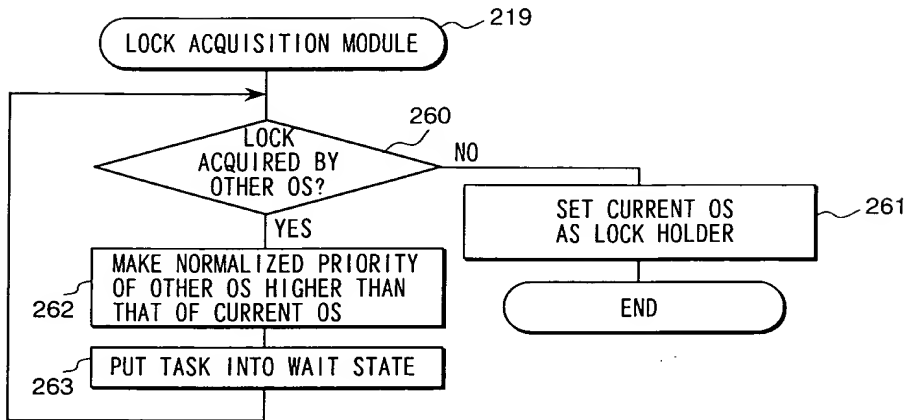 219
LOCK ACQUISITION MODULE
260
LOCK
ACQUIRED BY
OTHER OS?
NO
YES
SET CURRENT OS
AS LOCK HOLDER
261
MAKE NORMALIZED PRIORITY
OF OTHER OS HIGHER THAN
THAT OF CURRENT OS
262
END
PUT TASK INTO WAIT STATE
263